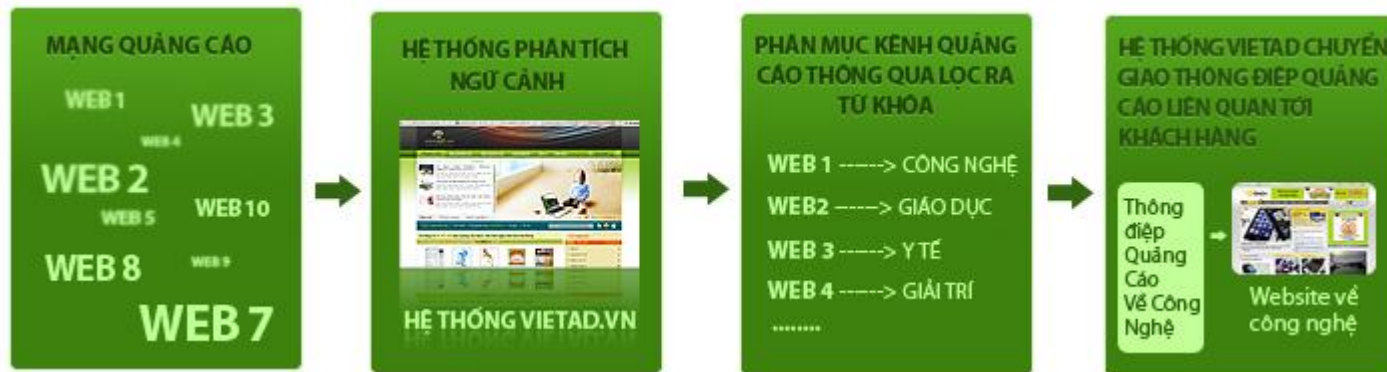 MẠNG QUẢNG CÁO
WEB 1
WEB 3
WEB 4
WEB 2
WEB 5
WEB 10
WEB 8
WEB 9
WEB 7
HỆ THỐNG PHÂN TÍCH
NGỮ CẢNH
HỆ THỐNG VIETAD.VN
PHÂN MỤC KÊNH QUẢNG
CÁO THÔNG QUA LỌC RA
TỪ KHÓA
WEB 1 ------> CÔNG NGHỆ
WEB2 ------> GIÁO DỤC
WEB 3 ------> Y TẾ
WEB 4 ------> GIẢI TRÍ
........
HỆ THỐNG VIETAD CHUYỂN
GIAO THÔNG ĐIỆP QUẢNG
CÁO LIÊN QUAN TỚI
KHÁCH HÀNG
Thông
điệp
Quảng
Cáo
Về Công
Nghệ
Website về
công nghệ